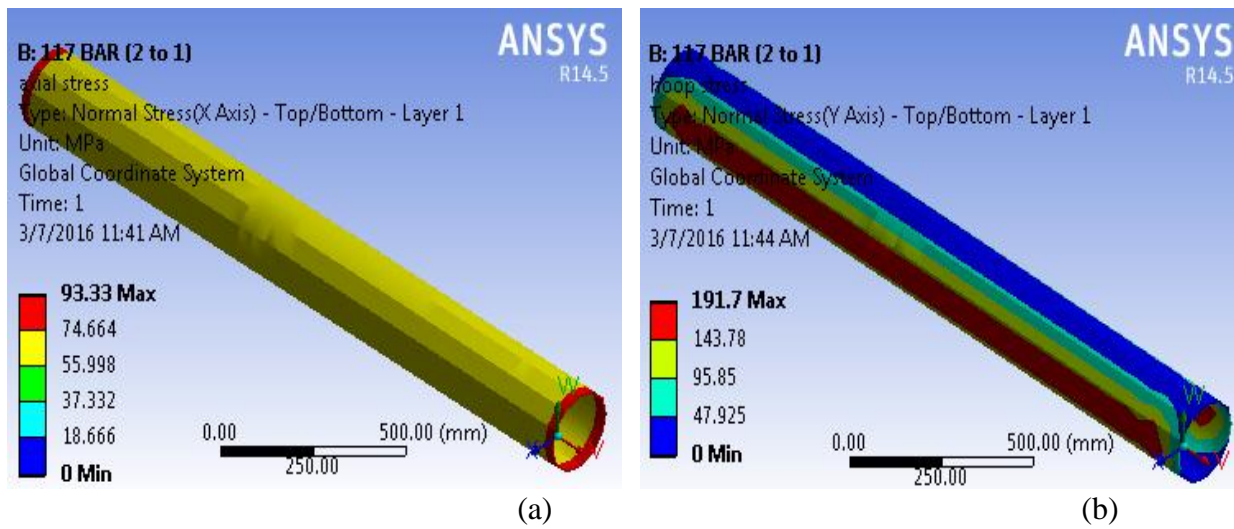 B: 117 BAR (2 to 1)
axial stress
Type: Normal Stress(X Axis) - Top/Bottom - Layer 1
Unit: MPa
Global Coordinate System
Time: 1
3/7/2016 11:41 AM
ANSYS
R14.5
93.33 Max
74.664
55.998
37.332
18.666
0 Min
0.00
500.00 (mm)
250.00
(a)
B: 117 BAR (2 to 1)
hoop stress
Type: Normal Stress(Y Axis) - Top/Bottom - Layer 1
Unit: MPa
Global Coordinate System
Time: 1
3/7/2016 11:44 AM
ANSYS
R14.5
191.7 Max
143.78
95.85
47.925
0 Min
0.00
500.00 (mm)
250.00
(b)